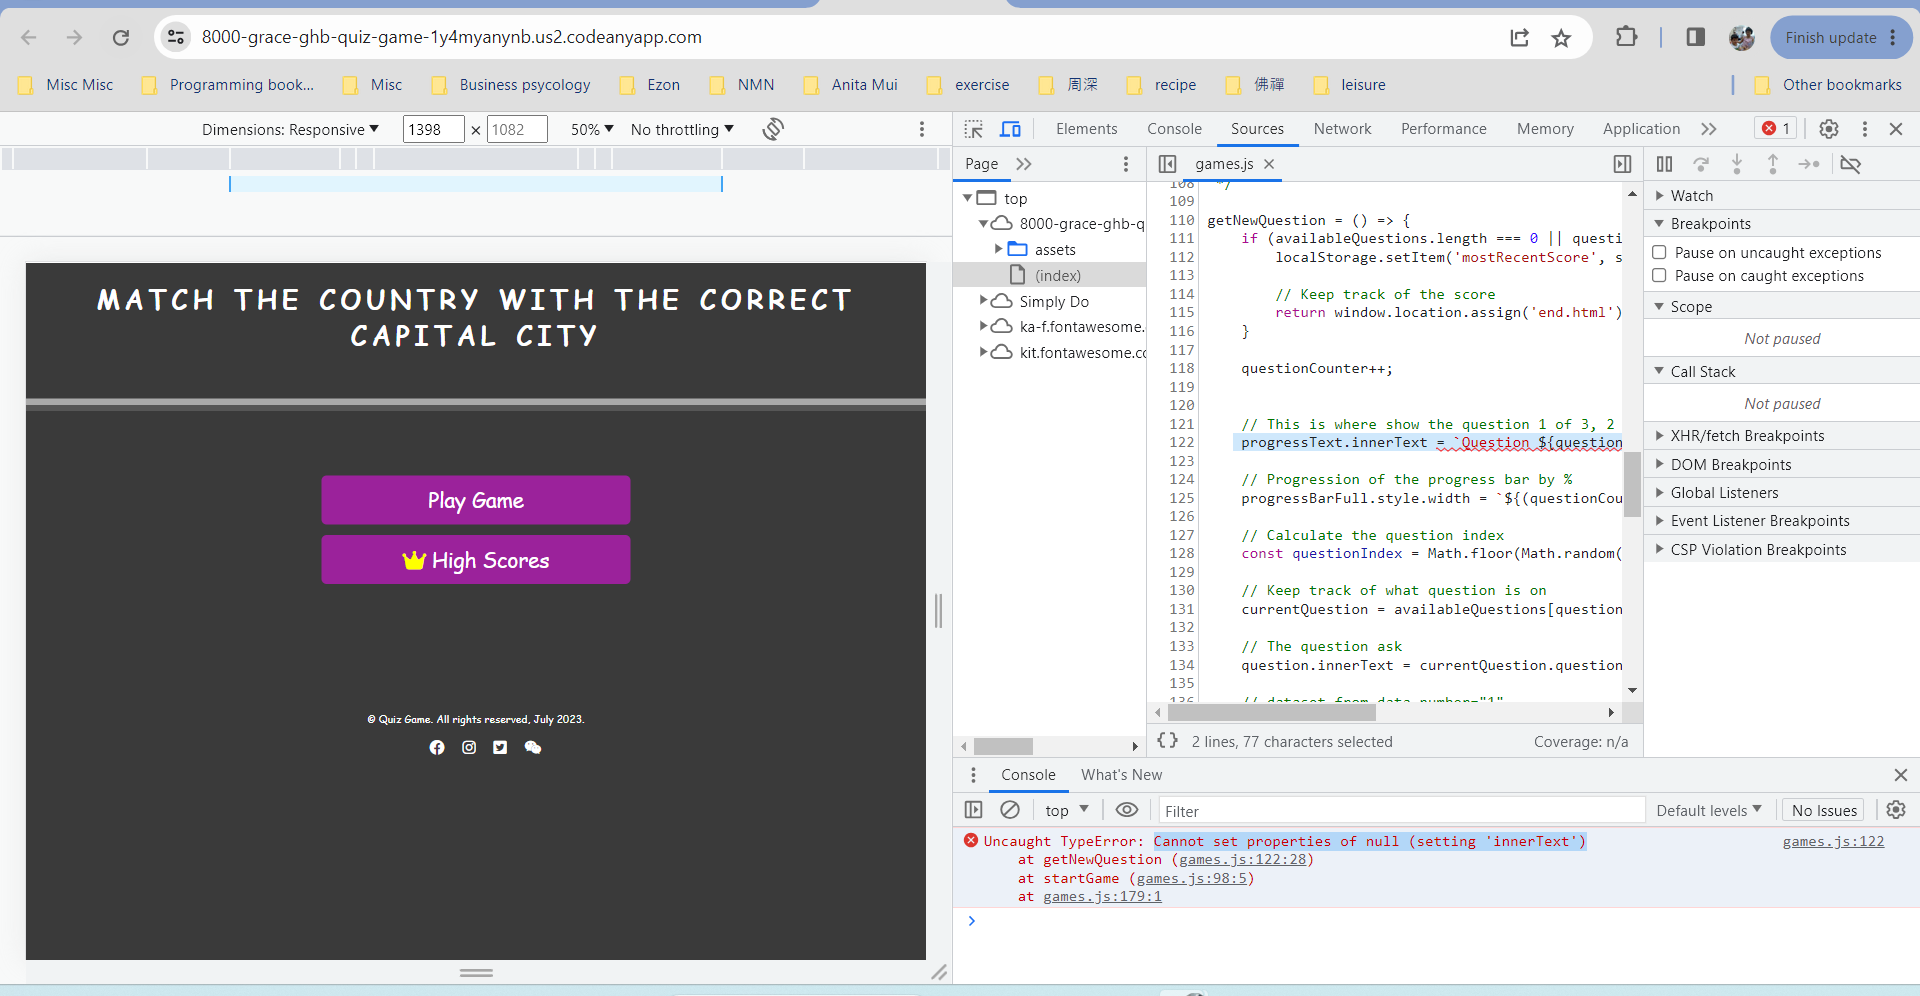 8000-grace-ghb-quiz-game-1y4myanynb.us2.codeanyapp.com
Finish update
Misc Misc
Programming book...
Misc
Business psycology
Ezon
NMN
Anita Mui
exercise
周深
recipe
佛禪
leisure
Other bookmarks
Dimensions: Responsive
1398 × 1082
50%
No throttling
Elements
Console
Sources
Network
Performance
Memory
Application
1
Page
games.js
top
8000-grace-ghb-q
assets
(index)
Simply Do
ka-f.fontawesome.
kit.fontawesome.cc
108 */
109
110 getNewQuestion = () => {
111 if (availableQuestions.length === 0 || questi
112 localStorage.setItem('mostRecentScore', s
113
114 // Keep track of the score
115 return window.location.assign('end.html')
116 }
117
118 questionCounter++;
119
120
121 // This is where show the question 1 of 3, 2
122 progressText.innerText = `Question ${question
123
124 // Progression of the progress bar by %
125 progressBarFull.style.width = `${(questionCou
126
127 // Calculate the question index
128 const questionIndex = Math.floor(Math.random(
129
130 // Keep track of what question is on
131 currentQuestion = availableQuestions[question
132
133 // The question ask
134 question.innerText = currentQuestion.question
135
136 // dataset from data-number="1"
{ } 2 lines, 77 characters selected
Coverage: n/a
Watch
Breakpoints
Pause on uncaught exceptions
Pause on caught exceptions
Scope
Not paused
Call Stack
Not paused
XHR/fetch Breakpoints
DOM Breakpoints
Global Listeners
Event Listener Breakpoints
CSP Violation Breakpoints
MATCH THE COUNTRY WITH THE CORRECT
CAPITAL CITY
Play Game
High Scores
© Quiz Game. All rights reserved, July 2023.
Console
What's New
top
Filter
Default levels
No Issues
Uncaught TypeError: Cannot set properties of null (setting 'innerText') games.js:122
at getNewQuestion (games.js:122:28)
at startGame (games.js:98:5)
at games.js:179:1